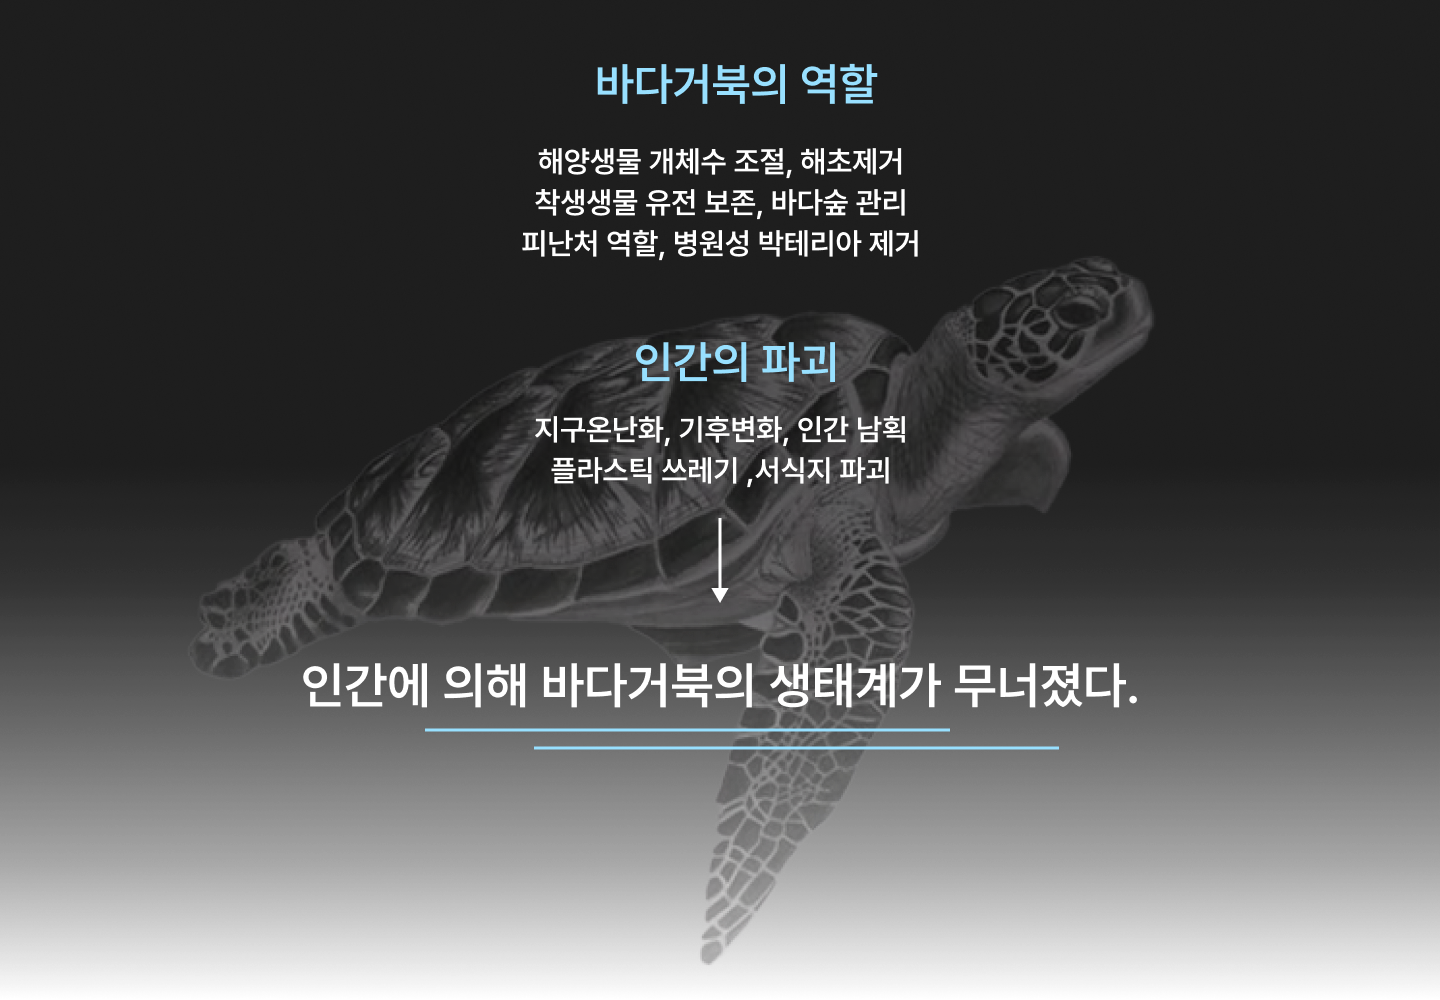 바다거북의 역할
해양생물 개체수 조절, 해초제거
착생생물 유전 보존, 바다숲 관리
피난처 역할, 병원성 박테리아 제거
인간의 파괴
지구온난화, 기후변화, 인간 남획
플라스틱 쓰레기 ,서식지 파괴
인간에 의해 바다거북의 생태계가 무너졌다.